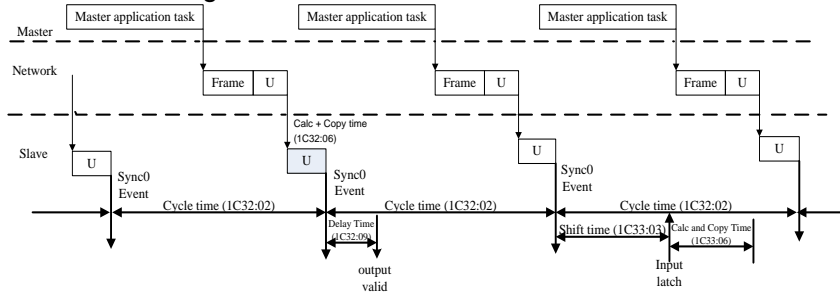 Master application task
Master application task
Master application task
Master
Network
Frame
U
Frame
U
Frame
U
Calc + Copy time
(1C32:06)
Slave
U
U
U
U
Sync0
Event
Sync0
Event
Sync0
Event
Cycle time (1C32:02)
Cycle time (1C32:02)
Cycle time (1C32:02)
Delay Time
(1C32:09)
Shift time (1C33:03)
Calc and Copy Time
(1C33:06)
output
valid
Input
latch